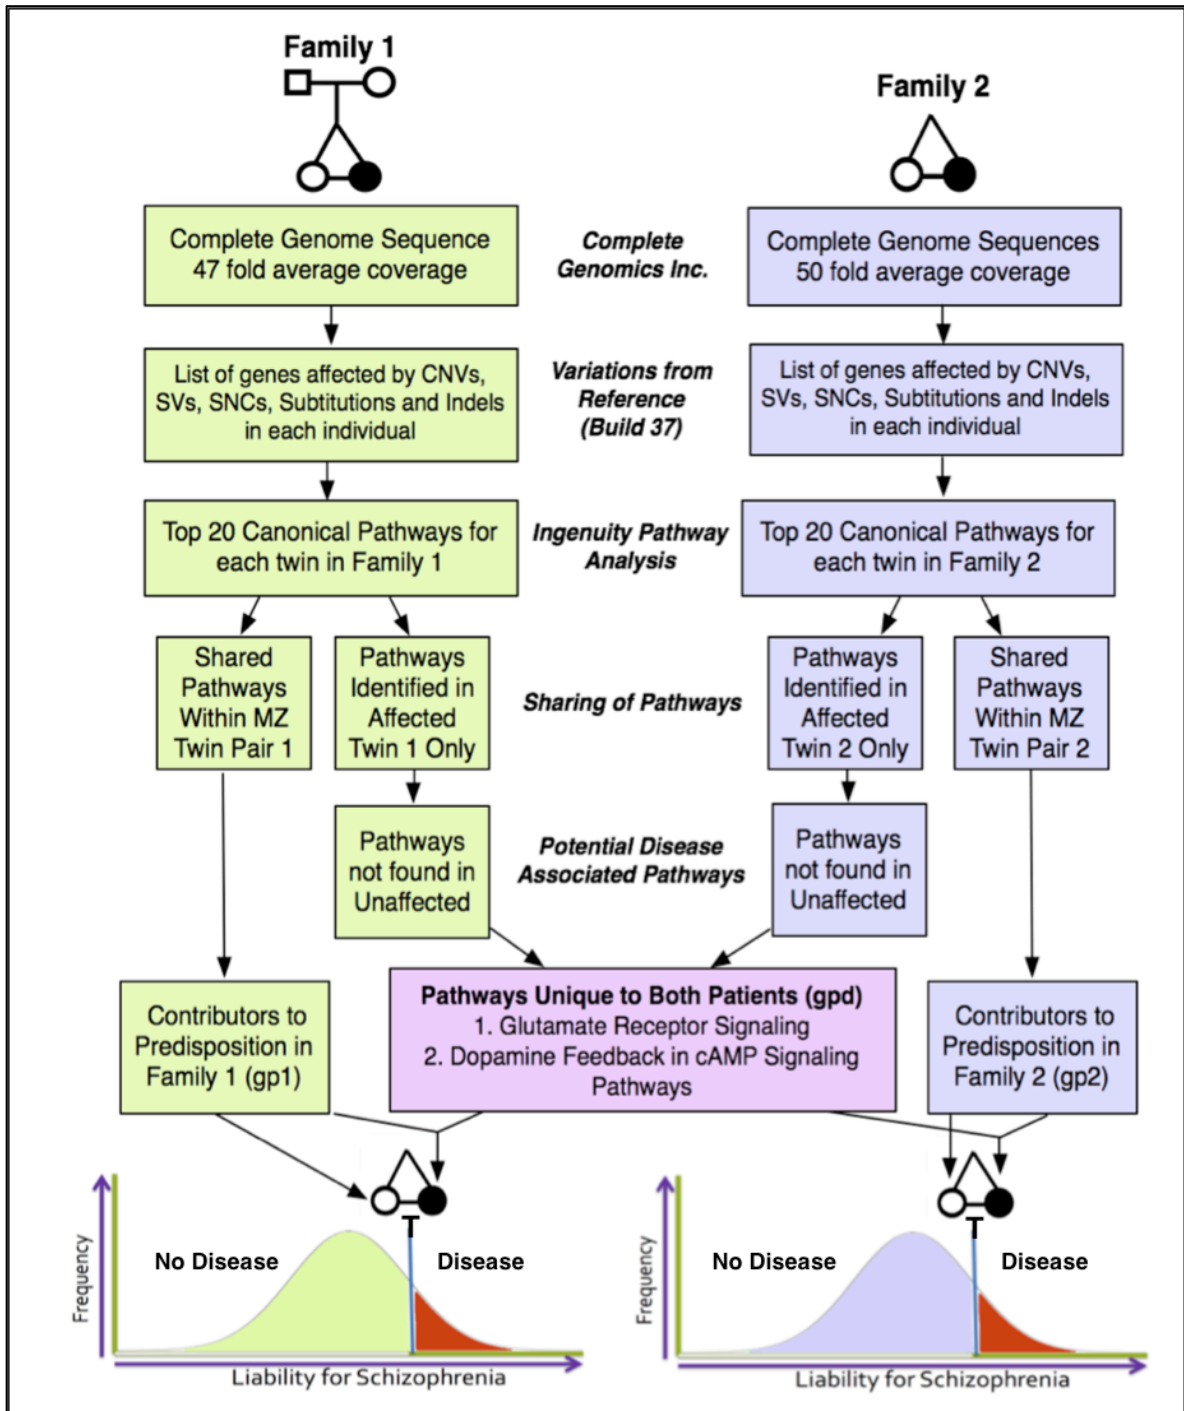 Family 1
Family 2
Complete Genome Sequence
47 fold average coverage
Complete
Genomics Inc.
Complete Genome Sequences
50 fold average coverage
List of genes affected by CNVs,
SVs, SNCs, Subtitutions and Indels
in each individual
Variations from
Reference
(Build 37)
List of genes affected by CNVs,
SVs, SNCs, Subtitutions and Indels
in each individual
Top 20 Canonical Pathways for
each twin in Family 1
Ingenuity Pathway
Analysis
Top 20 Canonical Pathways for
each twin in Family 2
Shared
Pathways
Within MZ
Twin Pair 1
Pathways
Identified in
Affected
Twin 1 Only
Sharing of Pathways
Pathways
Identified in
Affected
Twin 2 Only
Shared
Pathways
Within MZ
Twin Pair 2
Pathways
not found in
Unaffected
Potential Disease
Associated Pathways
Pathways
not found in
Unaffected
Contributors to
Predisposition in
Family 1 (gp1)
Pathways Unique to Both Patients (gpd)
1. Glutamate Receptor Signaling
2. Dopamine Feedback in cAMP Signaling
Pathways
Contributors to
Predisposition in
Family 2 (gp2)
Frequency
No Disease
T
Disease
Liability for Schizophrenia
Frequency
No Disease
T
Disease
Liability for Schizophrenia